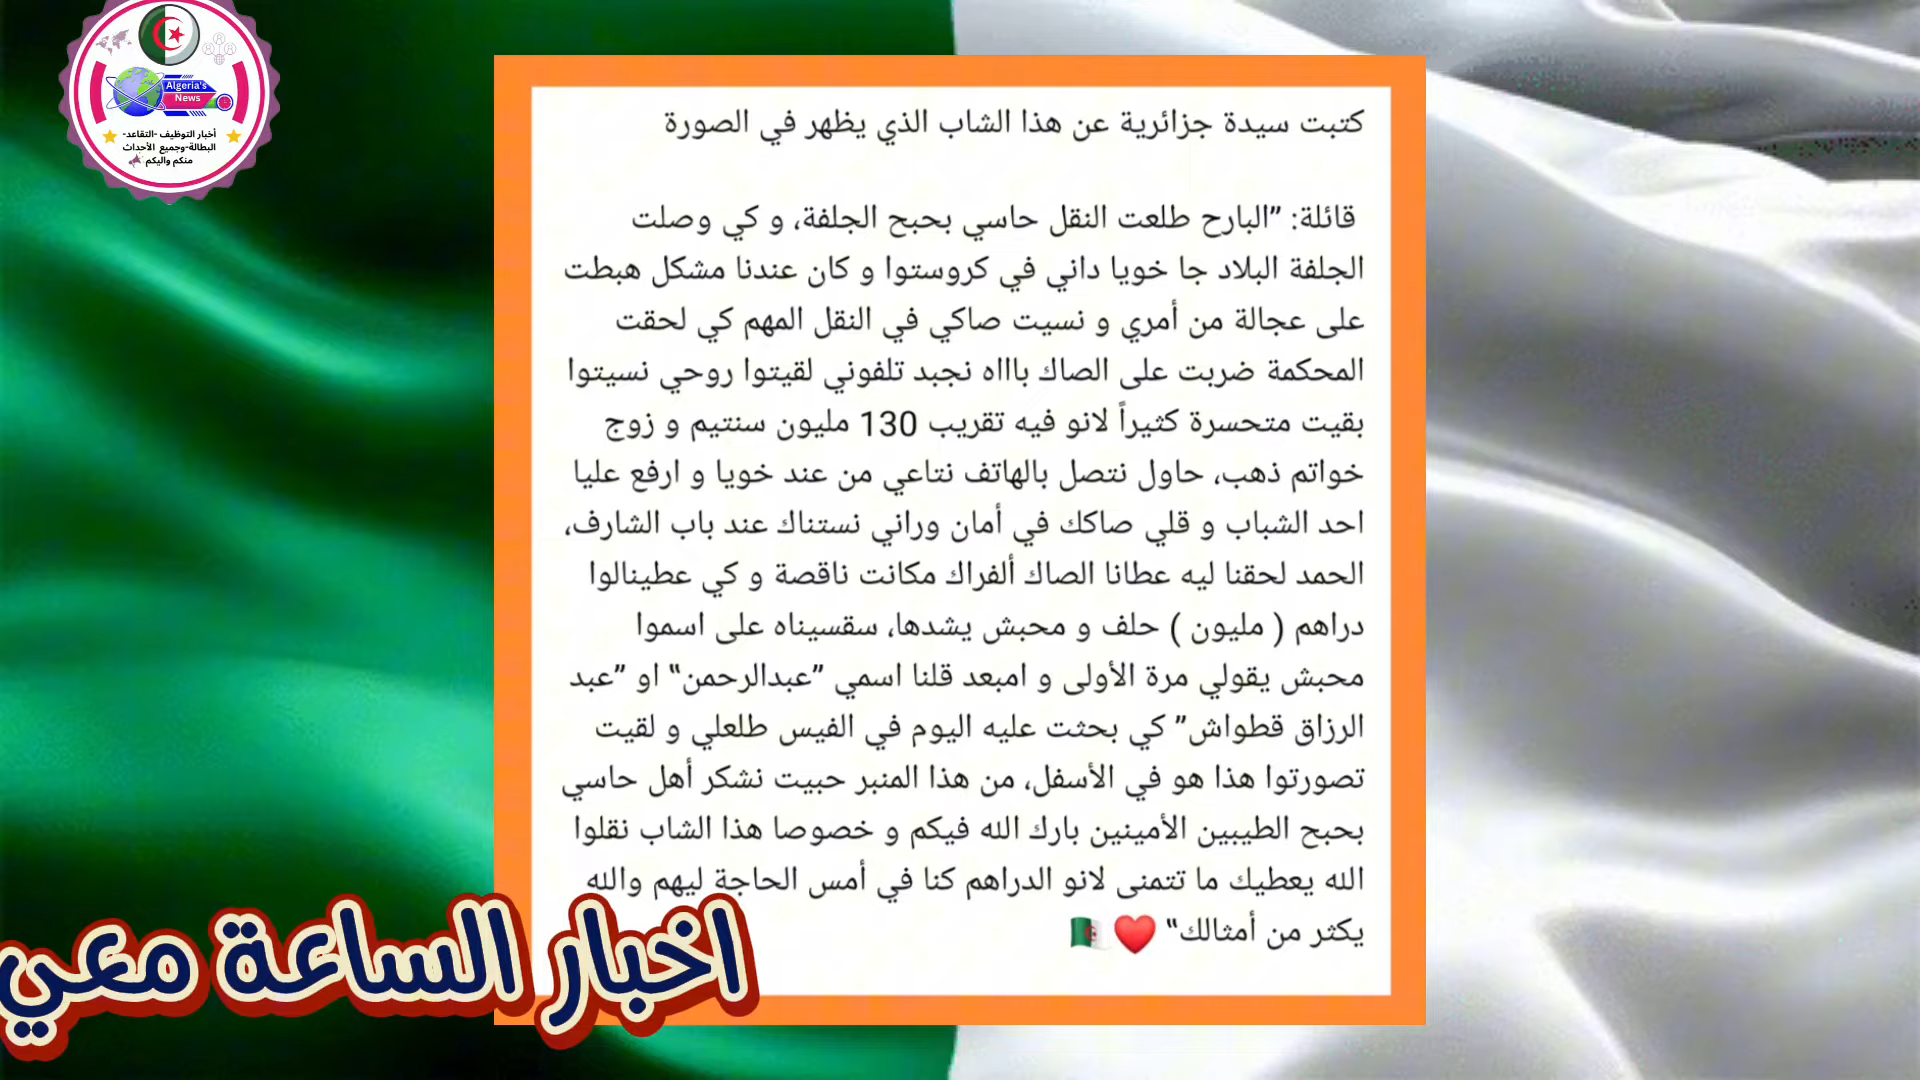 Algeria's
News
أخبار التوظيف -التقاعد-
البطالة-وجميع الأحداث
منكم واليكم
كتبت سيدة جزائرية عن هذا الشاب الذي يظهر في الصورة
قائلة: ”البارح طلعت النقل حاسي بحبح الجلفة، و كي وصلت
الجلفة البلاد جا خويا داني في كروستوا و كان عندنا مشكل هبطت
على عجالة من أمري و نسيت صاكي في النقل المهم كي لحقت
المحكمة ضربت على الصاك باااه نجبد تلفوني لقيتوا روحي نسيتوا
بقيت متحسرة كثيراً لانو فيه تقريب 130 مليون سنتيم و زوج
خواتم ذهب، حاول نتصل بالهاتف نتاعي من عند خويا و ارفع عليا
احد الشباب و قلي صاكك في أمان وراني نستناك عند باب الشارف،
الحمد لحقنا ليه عطانا الصاك ألفراك مكانت ناقصة و كي عطينالوا
دراهم ( مليون ) حلف و محبش يشدها، سقسيناه على اسموا
محبش يقولي مرة الأولى و امبعد قلنا اسمي ”عبدالرحمن“ او ”عبد
الرزاق قطواش” كي بحثت عليه اليوم في الفيس طلعلي و لقيت
تصورتوا هذا هو في الأسفل، من هذا المنبر حبيت نشكر أهل حاسي
بحبح الطيبين الأمينين بارك الله فيكم و خصوصا هذا الشاب نقلوا
الله يعطيك ما تتمنى لانو الدراهم كنا في أمس الحاجة ليهم والله
يكثر من أمثالك“ ❤️🇩🇿
اخبار الساعة معي